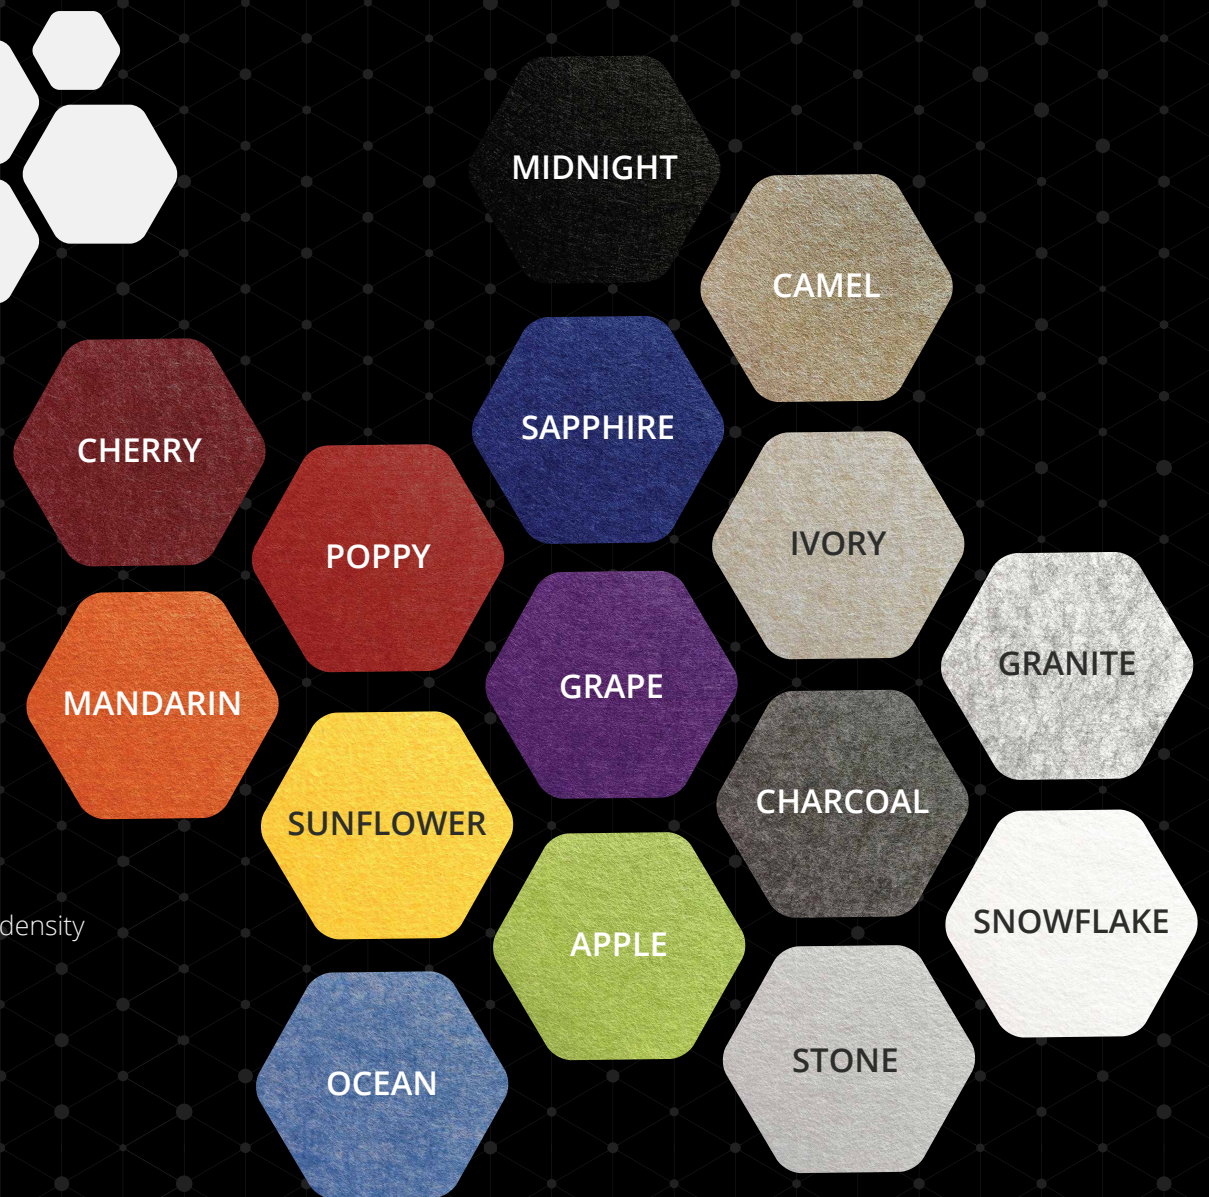 MIDNIGHT
CAMEL
SAPPHIRE
CHERRY
IVORY
POPPY
GRANITE
GRAPE
MANDARIN
CHARCOAL
SUNFLOWER
SNOWFLAKE
density
APPLE
STONE
OCEAN